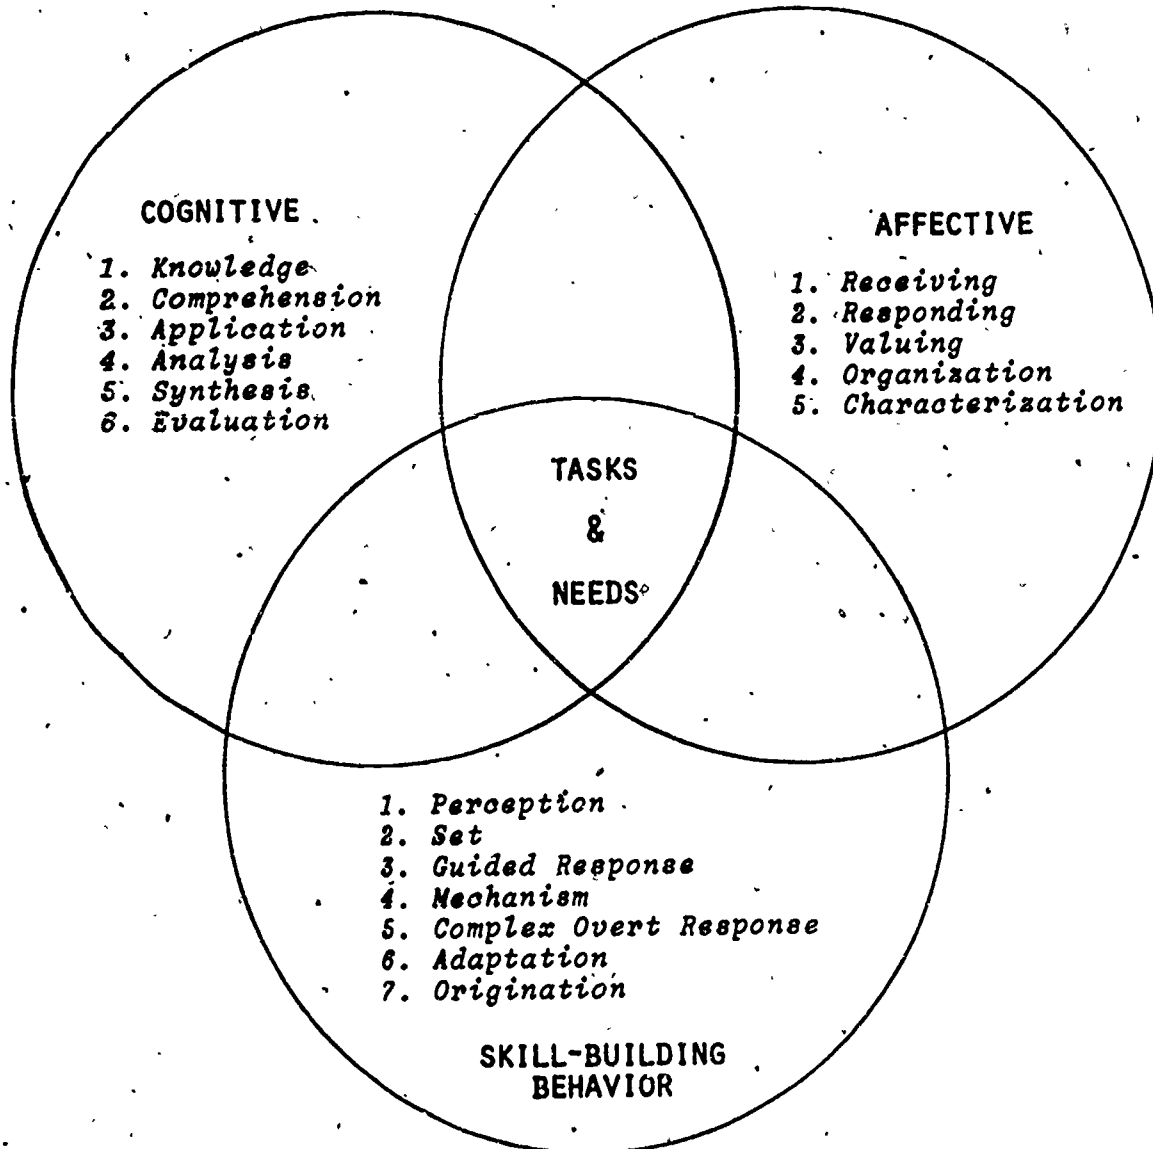 COGNITIVE
1. Knowledge
2. Comprehension
3. Application
4. Analysis
5. Synthesis
6. Evaluation
AFFECTIVE
1. Receiving
2. Responding
3. Valuing
4. Organization
5. Characterization
TASKS
&
NEEDS
1. Perception
2. Set
3. Guided Response
4. Mechanism
5. Complex Overt Response
6. Adaptation
7. Origination
SKILL-BUILDING
BEHAVIOR